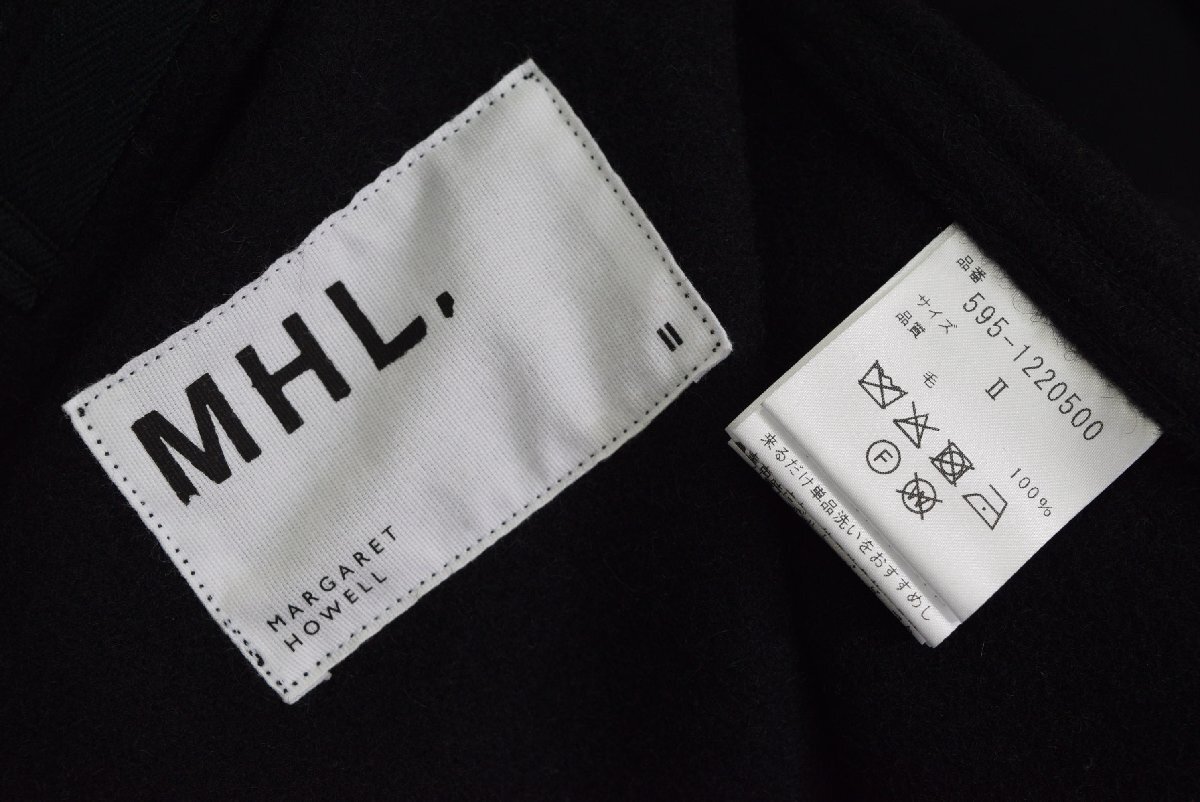 MHL.
II
MARGARET
HOWELL
品番
595-1220500
サイズ II
品質
毛 100%
F
W
来るだけ単品洗いをおすすめし